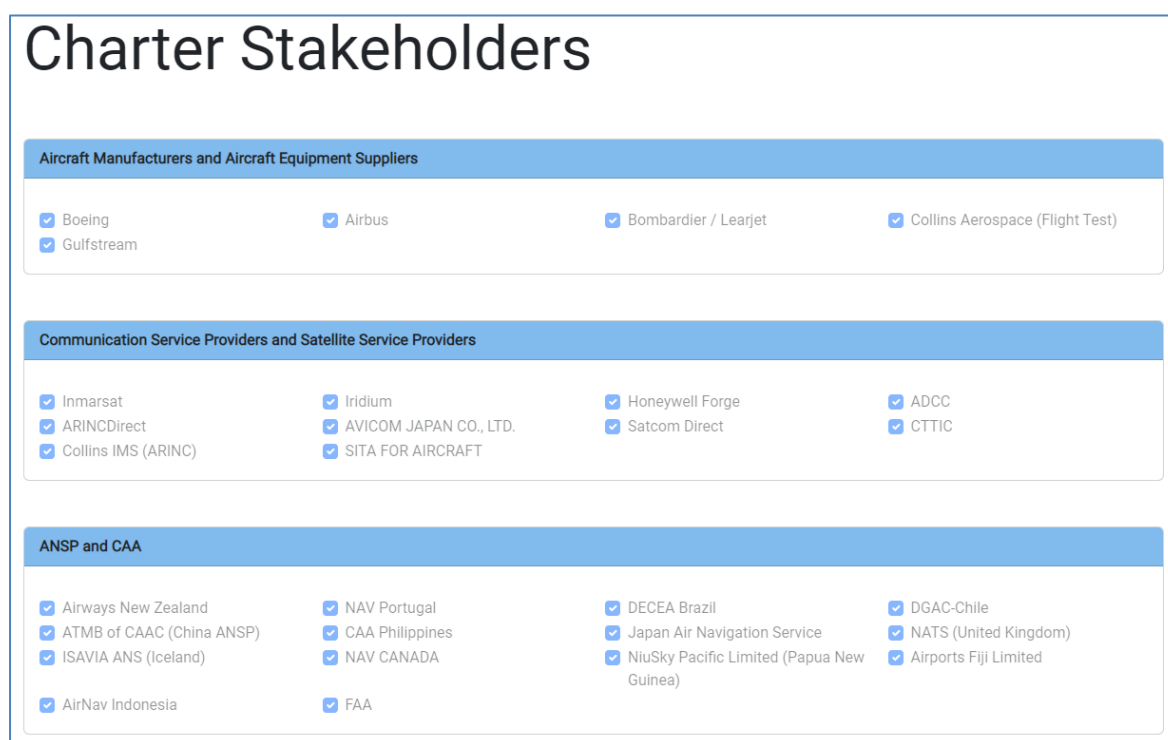 Charter Stakeholders
Aircraft Manufacturers and Aircraft Equipment Suppliers
Boeing
Airbus
Bombardier / Learjet
Collins Aerospace (Flight Test)
Gulfstream
Communication Service Providers and Satellite Service Providers
Inmarsat
Iridium
Honeywell Forge
ADCC
ARINCDirect
AVICOM JAPAN CO., LTD.
Satcom Direct
CTTIC
Collins IMS (ARINC)
SITA FOR AIRCRAFT
ANSP and CAA
Airways New Zealand
NAV Portugal
DECEA Brazil
DGAC-Chile
ATMB of CAAC (China ANSP)
CAA Philippines
Japan Air Navigation Service
NATS (United Kingdom)
ISAVIA ANS (Iceland)
NAV CANADA
NiuSky Pacific Limited (Papua New
Guinea)
Airports Fiji Limited
AirNav Indonesia
FAA